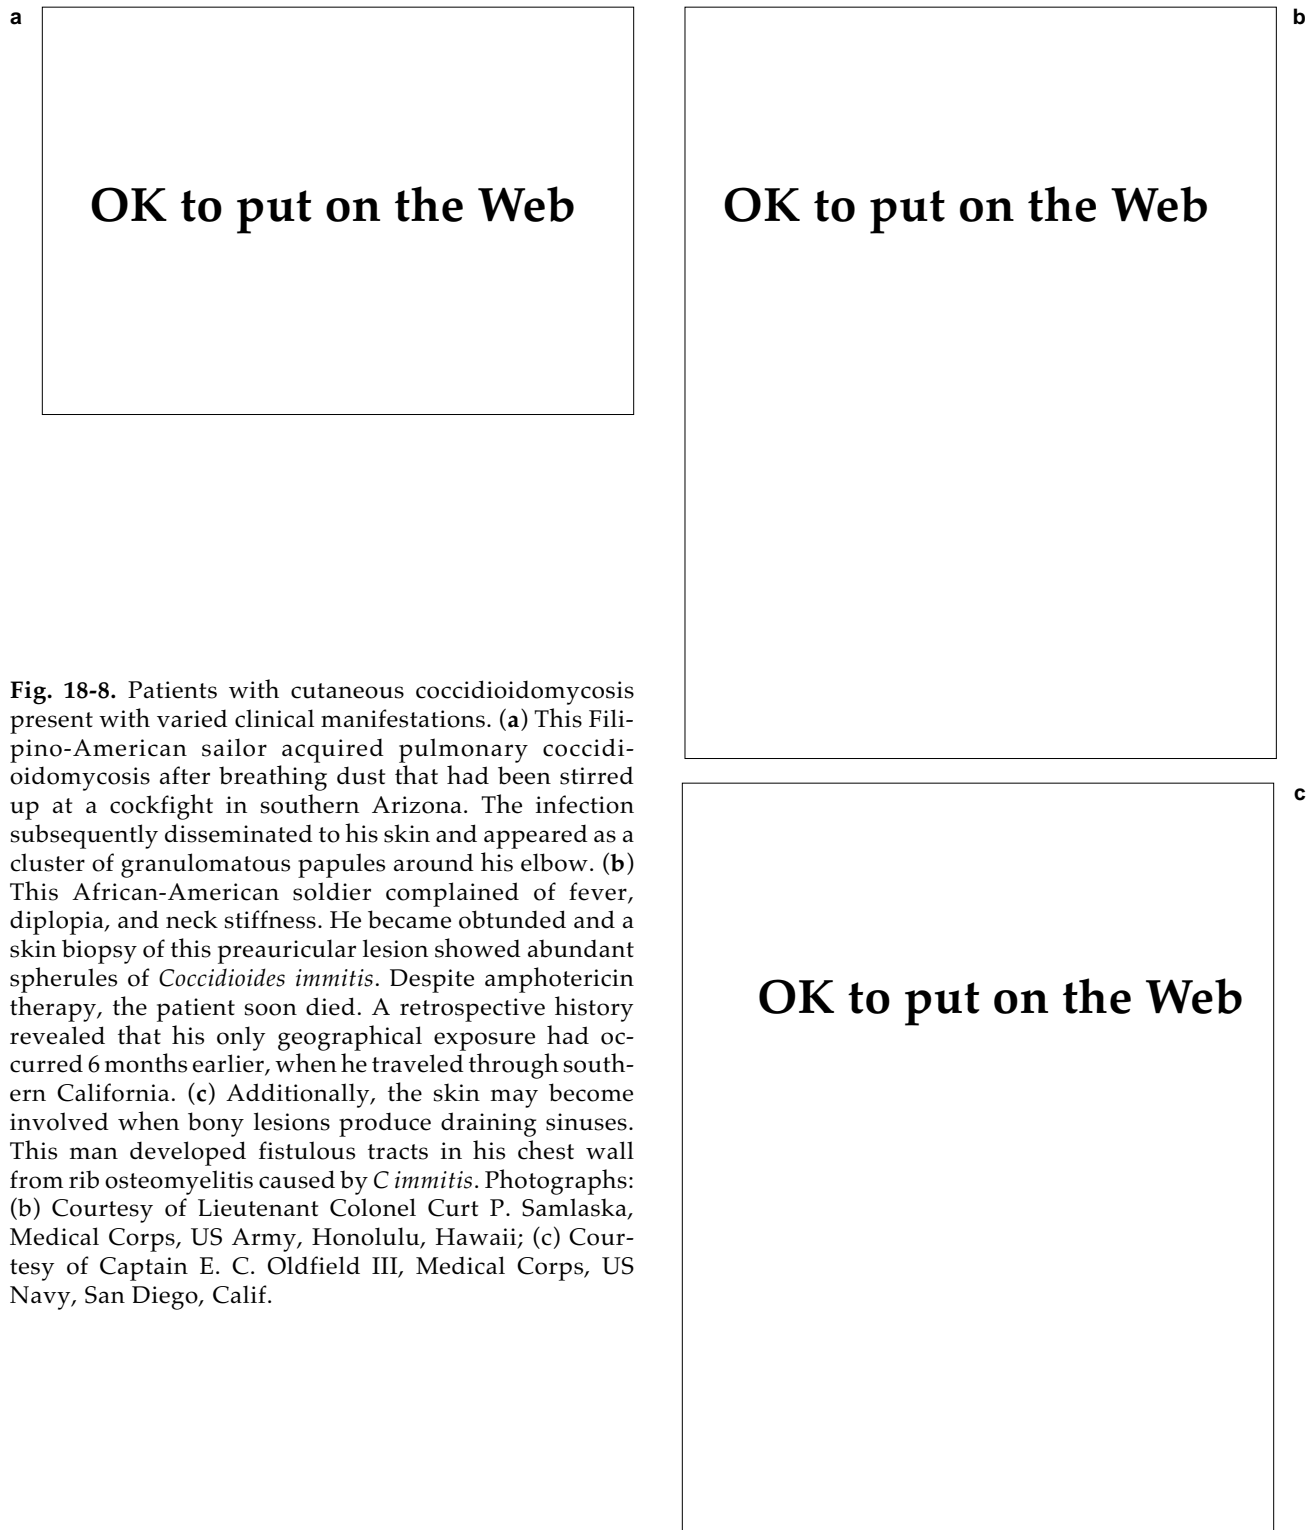 a
OK to put on the Web
b
OK to put on the Web
Fig. 18-8. Patients with cutaneous coccidioidomycosis
present with varied clinical manifestations. (a) This Fili-
pino-American sailor acquired pulmonary coccidi-
oidomycosis after breathing dust that had been stirred
up at a cockfight in southern Arizona. The infection
subsequently disseminated to his skin and appeared as a
cluster of granulomatous papules around his elbow. (b)
This African-American soldier complained of fever,
diplopia, and neck stiffness. He became obtunded and a
skin biopsy of this preauricular lesion showed abundant
spherules of Coccidioides immitis. Despite amphotericin
therapy, the patient soon died. A retrospective history
revealed that his only geographical exposure had oc-
curred 6 months earlier, when he traveled through south-
ern California. (c) Additionally, the skin may become
involved when bony lesions produce draining sinuses.
This man developed fistulous tracts in his chest wall
from rib osteomyelitis caused by C immitis. Photographs:
(b) Courtesy of Lieutenant Colonel Curt P. Samlaska,
Medical Corps, US Army, Honolulu, Hawaii; (c) Cour-
tesy of Captain E. C. Oldfield III, Medical Corps, US
Navy, San Diego, Calif.
c
OK to put on the Web